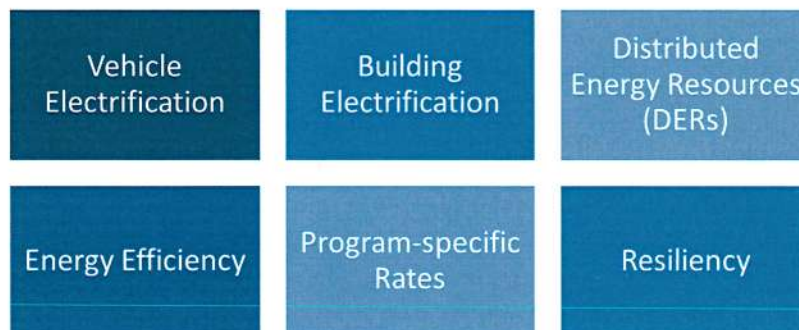 Vehicle
Electrification
Building
Electrification
Distributed
Energy Resources
(DERs)
Energy Efficiency
Program-specific
Rates
Resiliency